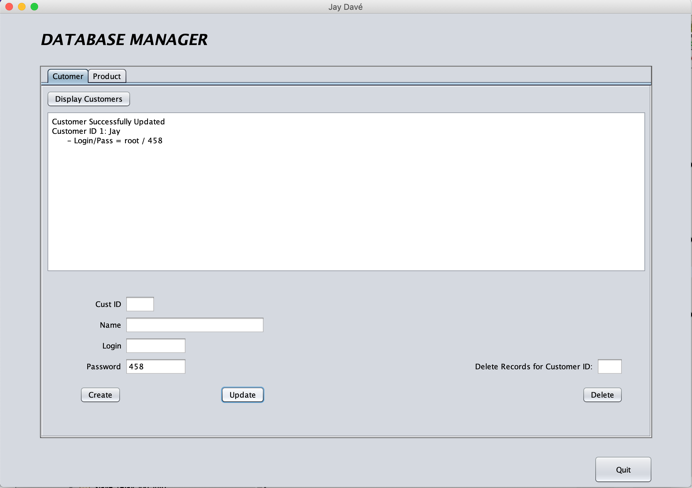 Jay Davé
DATABASE MANAGER
Cutomer Product
Display Customers
Customer Successfully Updated
Customer ID 1: Jay
- Login/Pass = root / 458
Cust ID
Name
Login
Password 458 Delete Records for Customer ID:
Create Update Delete
Quit